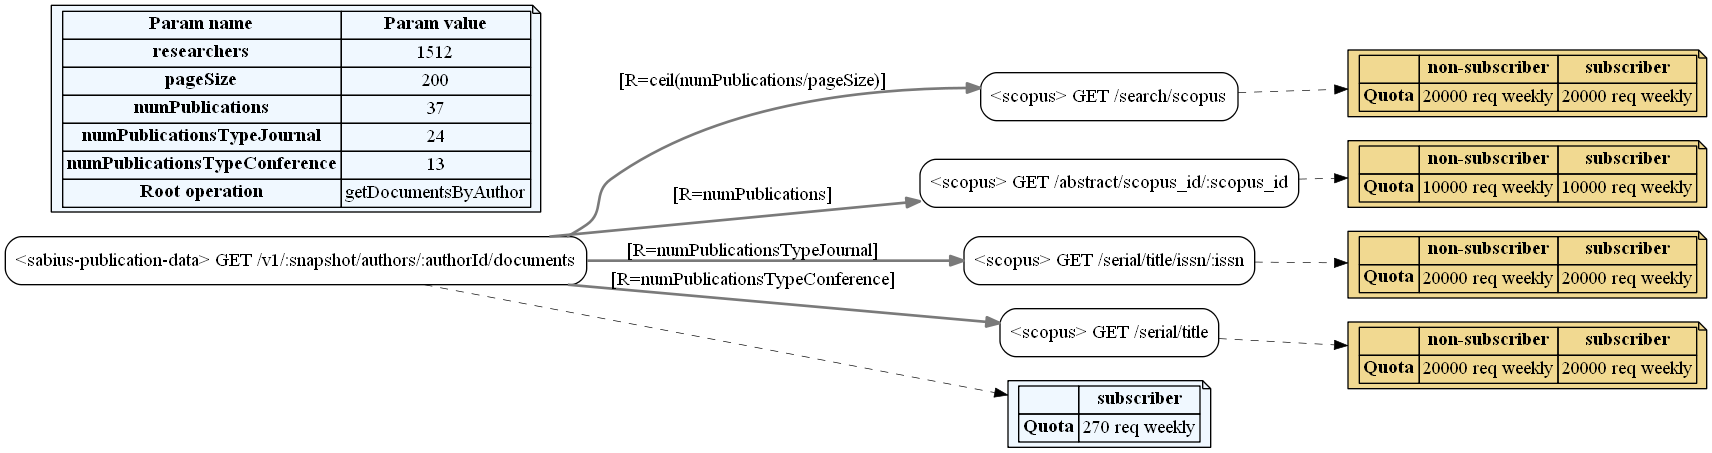 Param name Param value
researchers 1512
pageSize 200
numPublications 37
numPublicationsTypeJournal 24
numPublicationsTypeConference 13
Root operation getDocumentsByAuthor
<sabius-publication-data> GET /v1/:snapshot/authors/:authorId/documents
[R=ceil(numPublications/pageSize)]
<scopus> GET /search/scopus
non-subscriber subscriber
Quota 20000 req weekly 20000 req weekly
[R=numPublications]
<scopus> GET /abstract/scopus_id/:scopus_id
non-subscriber subscriber
Quota 10000 req weekly 10000 req weekly
[R=numPublicationsTypeJournal]
<scopus> GET /serial/title/issn/:issn
non-subscriber subscriber
Quota 20000 req weekly 20000 req weekly
[R=numPublicationsTypeConference]
<scopus> GET /serial/title
non-subscriber subscriber
Quota 20000 req weekly 20000 req weekly
subscriber
Quota 270 req weekly